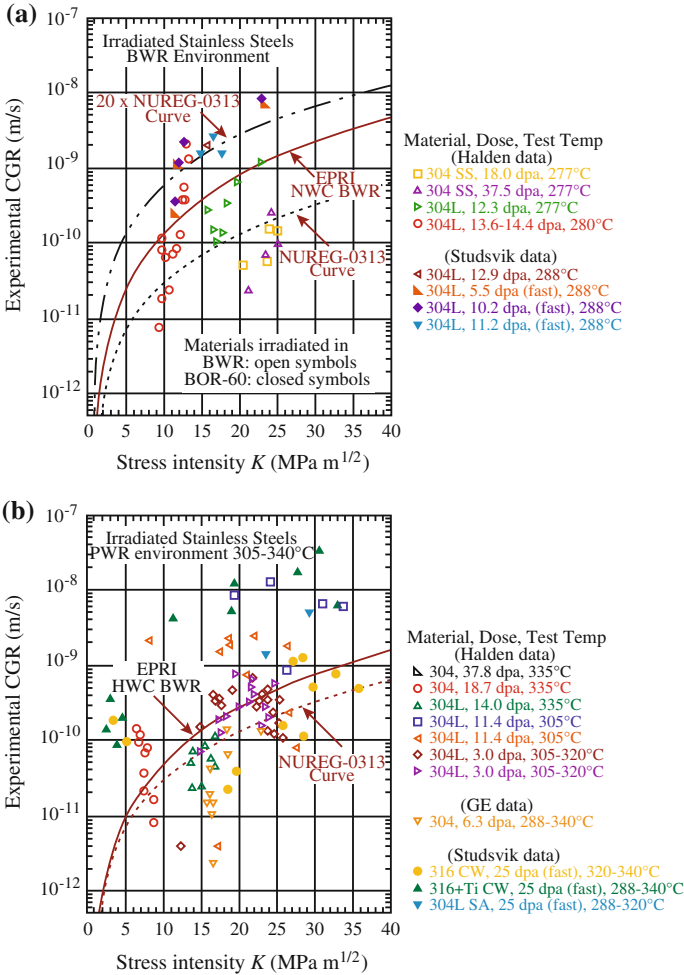 (a)
10⁻⁷
10⁻⁸
10⁻⁹
10⁻¹⁰
10⁻¹¹
10⁻¹²
Experimental CGR (m/s)
Irradiated Stainless Steels
BWR Environment
20 x NUREG-0313
Curve
EPRI
NWC BWR
NUREG-0313
Curve
Materials irradiated in
BWR: open symbols
BOR-60: closed symbols
0 5 10 15 20 25 30 35 40
Stress intensity K (MPa m^1/2)
Material, Dose, Test Temp
(Halden data)
304 SS, 18.0 dpa, 277°C
304 SS, 37.5 dpa, 277°C
304L, 12.3 dpa, 277°C
304L, 13.6-14.4 dpa, 280°C
(Studsvik data)
304L, 12.9 dpa, 288°C
304L, 5.5 dpa (fast), 288°C
304L, 10.2 dpa, (fast), 288°C
304L, 11.2 dpa, (fast), 288°C
(b)
10⁻⁷
10⁻⁸
10⁻⁹
10⁻¹⁰
10⁻¹¹
10⁻¹²
Experimental CGR (m/s)
Irradiated Stainless Steels
PWR environment 305-340°C
EPRI
HWC BWR
NUREG-0313
Curve
0 5 10 15 20 25 30 35 40
Stress intensity K (MPa m^1/2)
Material, Dose, Test Temp
(Halden data)
304, 37.8 dpa, 335°C
304, 18.7 dpa, 335°C
304L, 14.0 dpa, 335°C
304L, 11.4 dpa, 305°C
304L, 11.4 dpa, 305°C
304L, 3.0 dpa, 305-320°C
304L, 3.0 dpa, 305-320°C
(GE data)
304, 6.3 dpa, 288-340°C
(Studsvik data)
316 CW, 25 dpa (fast), 320-340°C
316+Ti CW, 25 dpa (fast), 288-340°C
304L SA, 25 dpa (fast), 288-320°C